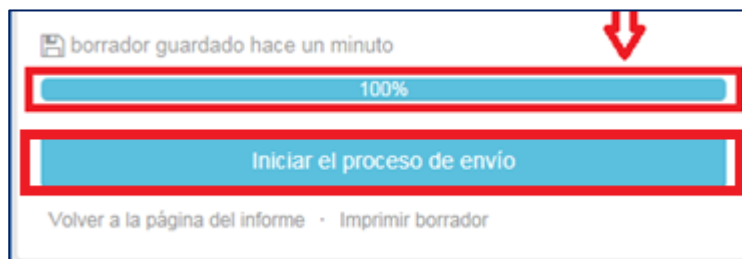 borrador guardado hace un minuto
100%
Iniciar el proceso de envío
Volver a la página del informe · Imprimir borrador